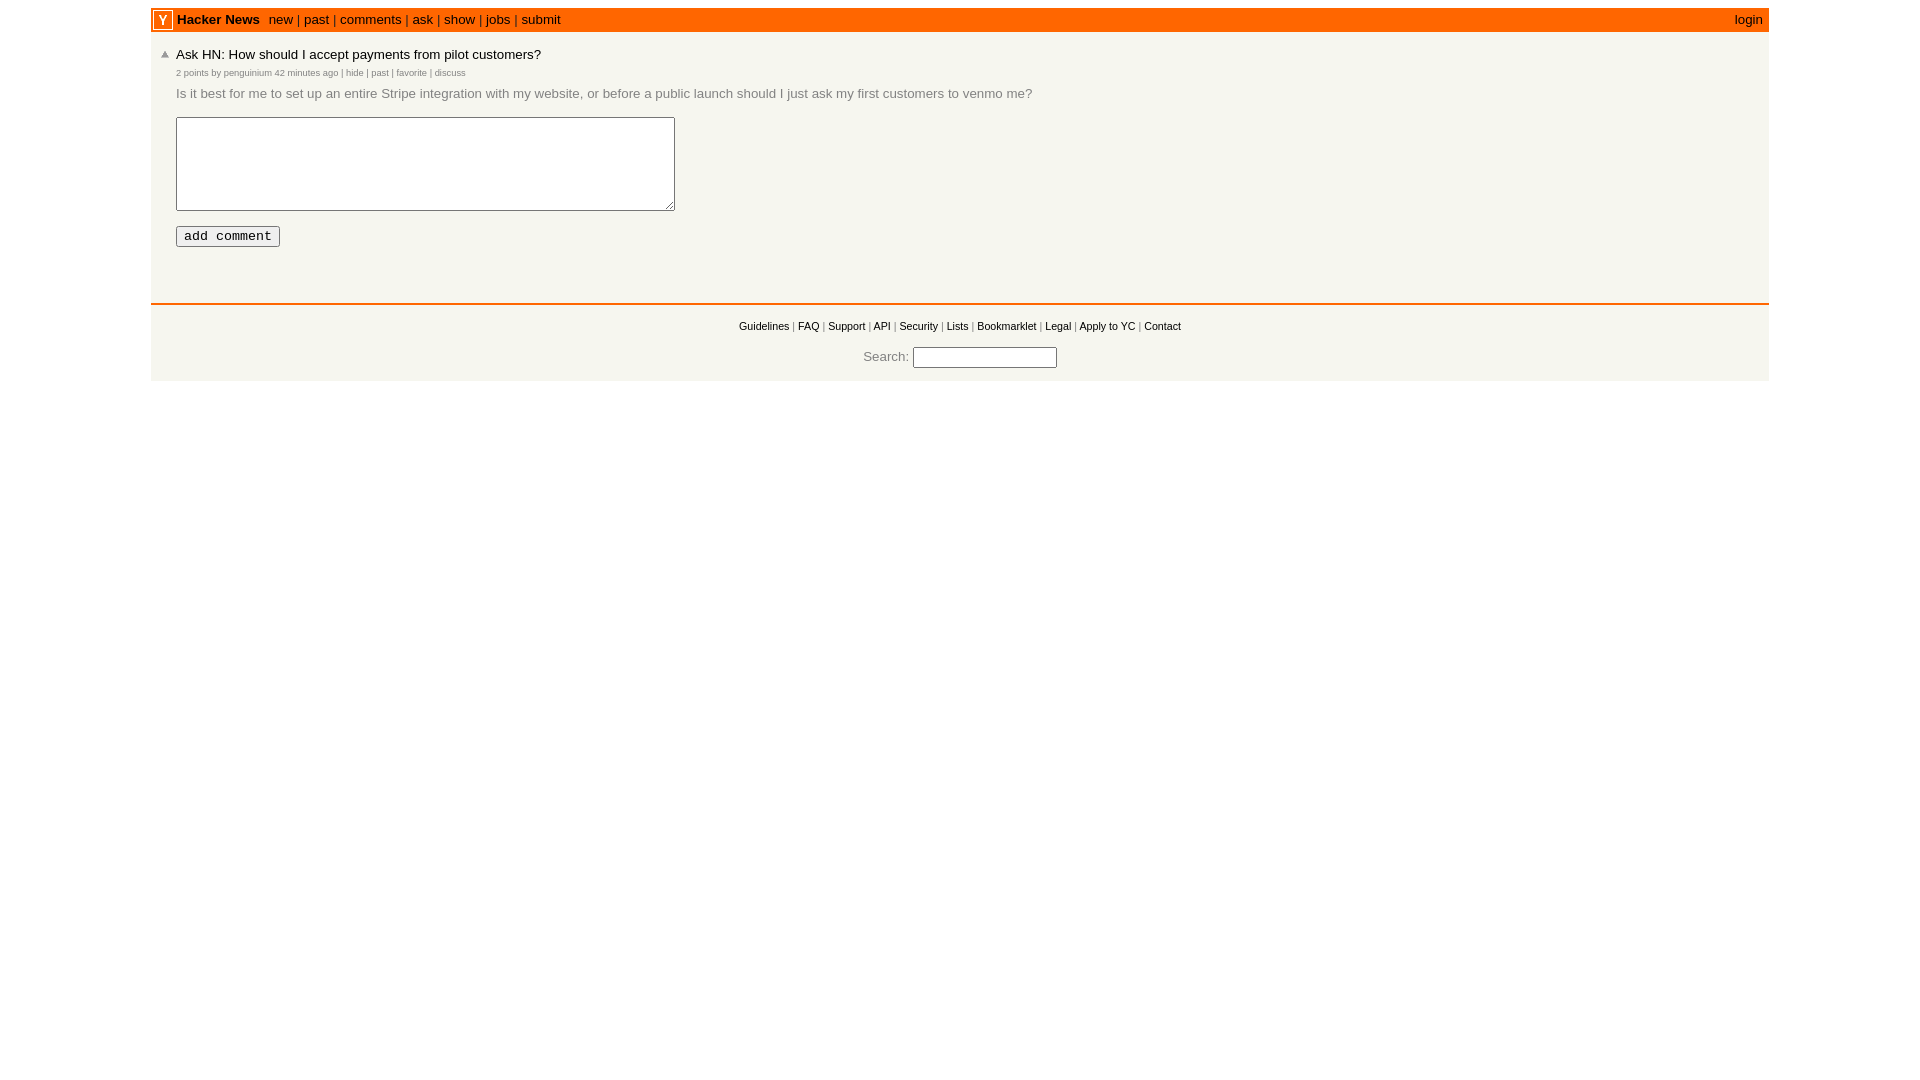 Y Hacker News new | past | comments | ask | show | jobs | submit login
Ask HN: How should I accept payments from pilot customers?
2 points by penguinium 42 minutes ago | hide | past | favorite | discuss
Is it best for me to set up an entire Stripe integration with my website, or before a public launch should I just ask my first customers to venmo me?
add comment
Guidelines | FAQ | Support | API | Security | Lists | Bookmarklet | Legal | Apply to YC | Contact
Search: